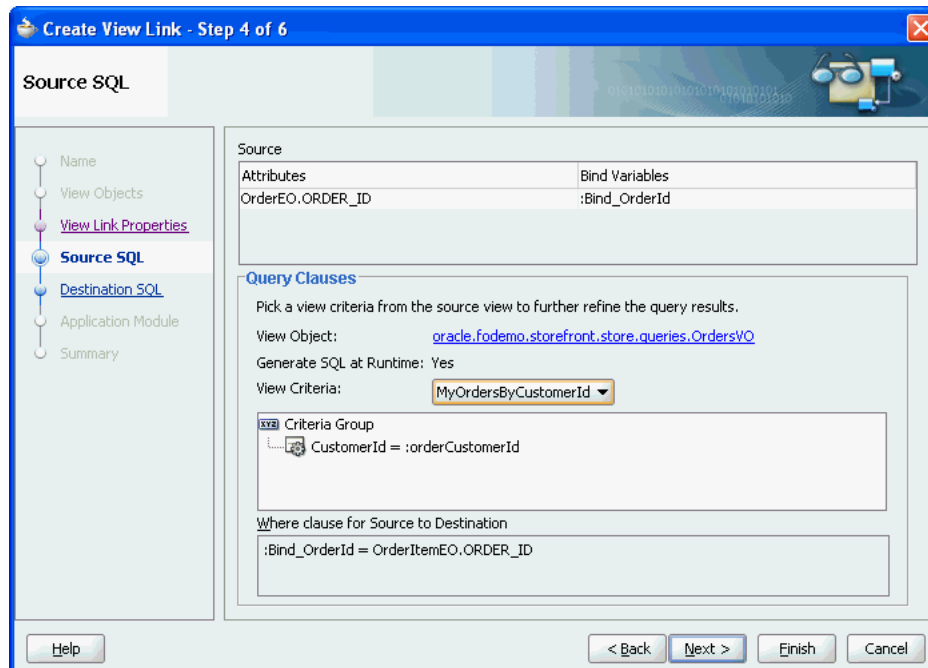 Create View Link - Step 4 of 6
Source SQL
Name
View Objects
View Link Properties
Source SQL
Destination SQL
Application Module
Summary
Source
Attributes Bind Variables
OrderEO.ORDER_ID :Bind_OrderId
Query Clauses
Pick a view criteria from the source view to further refine the query results.
View Object: oracle.fodemo.storefront.store.queries.OrdersVO
Generate SQL at Runtime: Yes
View Criteria: MyOrdersByCustomerId
XYZ Criteria Group
CustomerId = :orderCustomerId
Where clause for Source to Destination
:Bind_OrderId = OrderItemEO.ORDER_ID
Help < Back Next > Finish Cancel